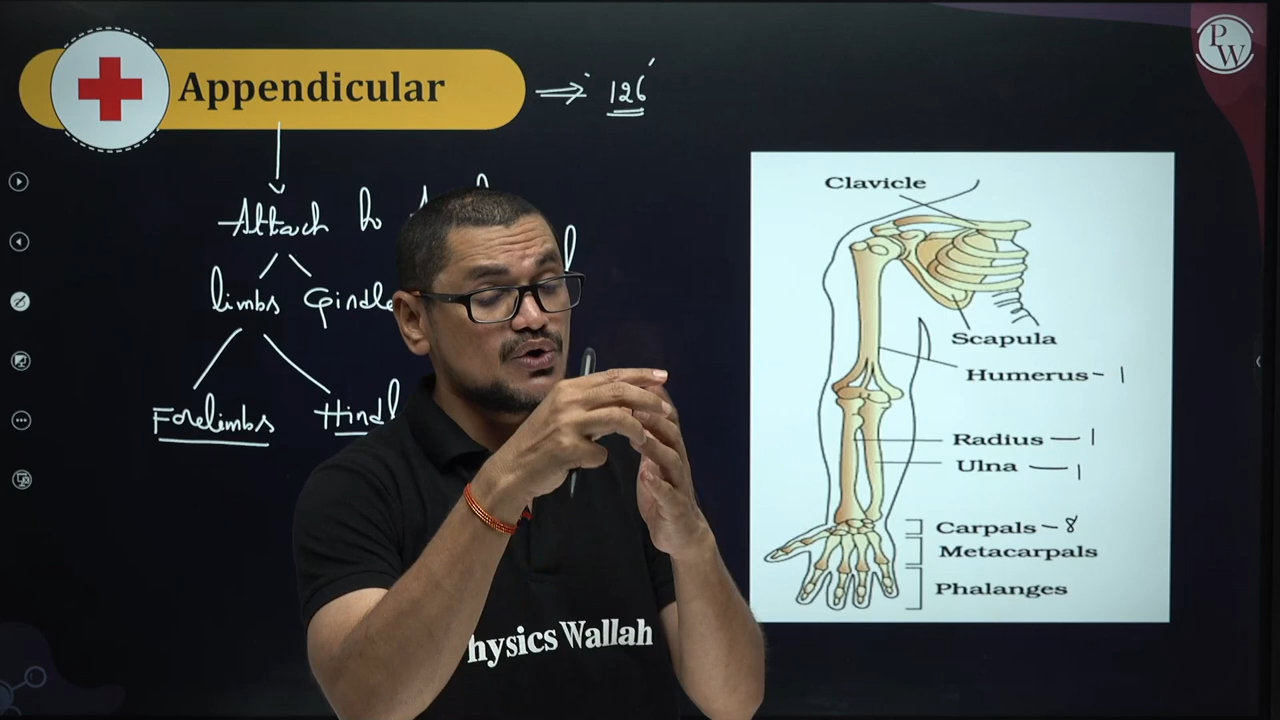 PW
Appendicular ⇒ 126
Attach to
limbs Girdle
Forelimbs Hind
Clavicle
Scapula
Humerus - 1
Radius - 1
Ulna - 1
Carpals - 8
Metacarpals
Phalanges
hysics Wallah